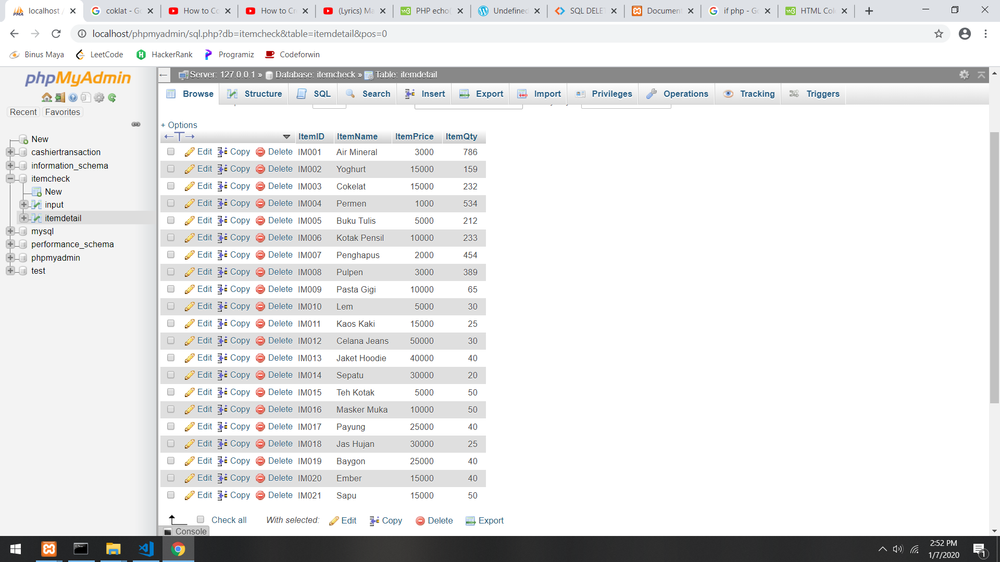 localhost /
coklat - Go
How to Co
How to Cr
(Lyrics) Ma
PHP echo
Undefined
SQL DELE
Document
if php - Go
HTML Col
localhost/phpmyadmin/sql.php?db=itemcheck&table=itemdetail&pos=0
Binus Maya
LeetCode
HackerRank
Programiz
Codeforwin
phpMyAdmin
Recent
Favorites
New
cashiertransaction
information_schema
itemcheck
New
input
itemdetail
mysql
performance_schema
phpmyadmin
test
Server: 127.0.0.1 » Database: itemcheck » Table: itemdetail
Browse Structure SQL Search Insert Export Import Privileges Operations Tracking Triggers
+ Options
ItemID ItemName ItemPrice ItemQty
Edit Copy Delete IM001 Air Mineral 3000 786
Edit Copy Delete IM002 Yoghurt 15000 159
Edit Copy Delete IM003 Cokelat 15000 232
Edit Copy Delete IM004 Permen 1000 534
Edit Copy Delete IM005 Buku Tulis 5000 212
Edit Copy Delete IM006 Kotak Pensil 10000 233
Edit Copy Delete IM007 Penghapus 2000 454
Edit Copy Delete IM008 Pulpen 3000 389
Edit Copy Delete IM009 Pasta Gigi 10000 65
Edit Copy Delete IM010 Lem 5000 30
Edit Copy Delete IM011 Kaos Kaki 15000 25
Edit Copy Delete IM012 Celana Jeans 50000 30
Edit Copy Delete IM013 Jaket Hoodie 40000 40
Edit Copy Delete IM014 Sepatu 30000 20
Edit Copy Delete IM015 Teh Kotak 5000 50
Edit Copy Delete IM016 Masker Muka 10000 50
Edit Copy Delete IM017 Payung 25000 40
Edit Copy Delete IM018 Jas Hujan 30000 25
Edit Copy Delete IM019 Baygon 25000 40
Edit Copy Delete IM020 Ember 15000 40
Edit Copy Delete IM021 Sapu 15000 50
Check all With selected: Edit Copy Delete Export
Console
2:52 PM
1/7/2020
1